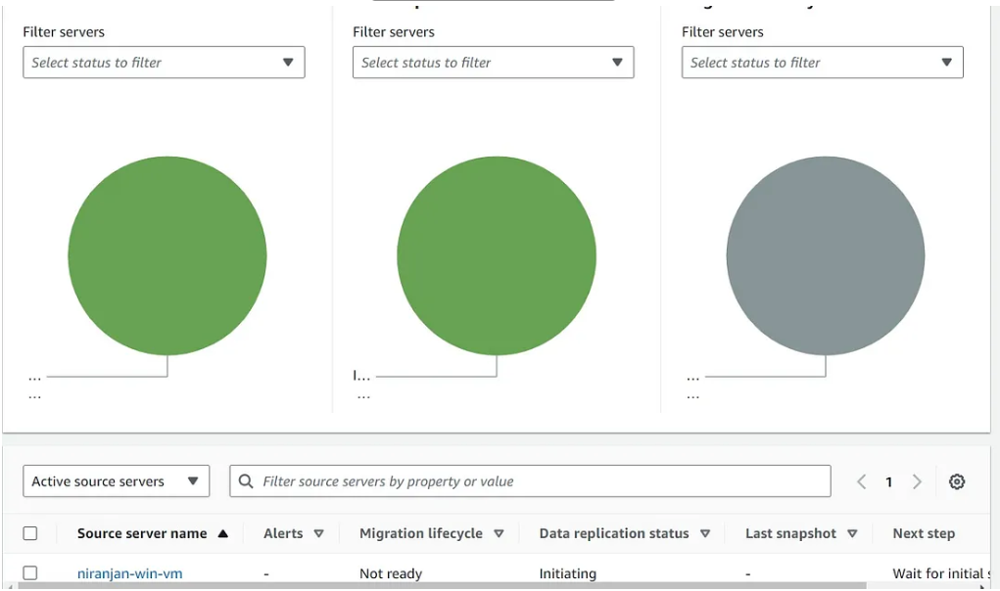 Filter servers Filter servers Filter servers
Select status to filter Select status to filter Select status to filter
... I... ...
... ... ...
Active source servers Filter source servers by property or value 1
Source server name Alerts Migration lifecycle Data replication status Last snapshot Next step
niranjan-win-vm - Not ready Initiating - Wait for initial